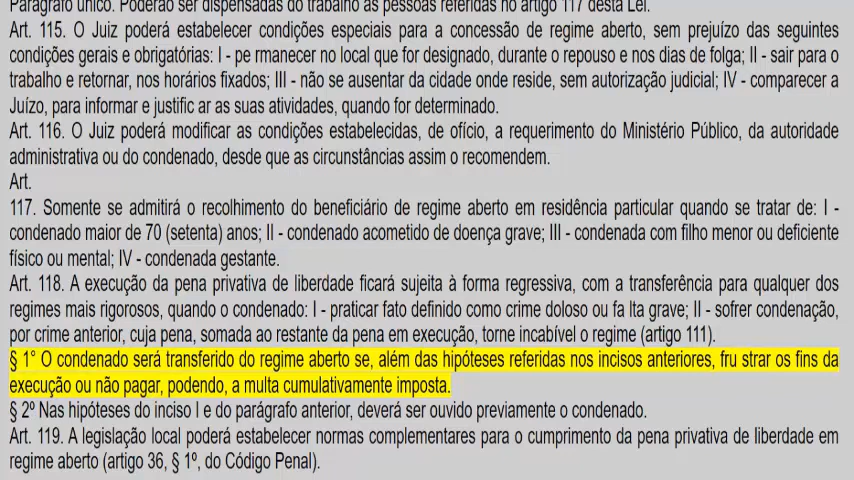 Parágrafo único. Poderão ser dispensadas do trabalho as pessoas referidas no artigo 117 desta Lei.
Art. 115. O Juiz poderá estabelecer condições especiais para a concessão de regime aberto, sem prejuízo das seguintes
condições gerais e obrigatórias: I - pe rmanecer no local que for designado, durante o repouso e nos dias de folga; II - sair para o
trabalho e retornar, nos horários fixados; III - não se ausentar da cidade onde reside, sem autorização judicial; IV - comparecer a
Juízo, para informar e justific ar as suas atividades, quando for determinado.
Art. 116. O Juiz poderá modificar as condições estabelecidas, de ofício, a requerimento do Ministério Público, da autoridade
administrativa ou do condenado, desde que as circunstâncias assim o recomendem.
Art.
117. Somente se admitirá o recolhimento do beneficiário de regime aberto em residência particular quando se tratar de: I -
condenado maior de 70 (setenta) anos; II - condenado acometido de doença grave; III - condenada com filho menor ou deficiente
físico ou mental; IV - condenada gestante.
Art. 118. A execução da pena privativa de liberdade ficará sujeita à forma regressiva, com a transferência para qualquer dos
regimes mais rigorosos, quando o condenado: I - praticar fato definido como crime doloso ou fa lta grave; II - sofrer condenação,
por crime anterior, cuja pena, somada ao restante da pena em execução, torne incabível o regime (artigo 111).
§ 1° O condenado será transferido do regime aberto se, além das hipóteses referidas nos incisos anteriores, fru strar os fins da
execução ou não pagar, podendo, a multa cumulativamente imposta.
§ 2º Nas hipóteses do inciso I e do parágrafo anterior, deverá ser ouvido previamente o condenado.
Art. 119. A legislação local poderá estabelecer normas complementares para o cumprimento da pena privativa de liberdade em
regime aberto (artigo 36, § 1º, do Código Penal).